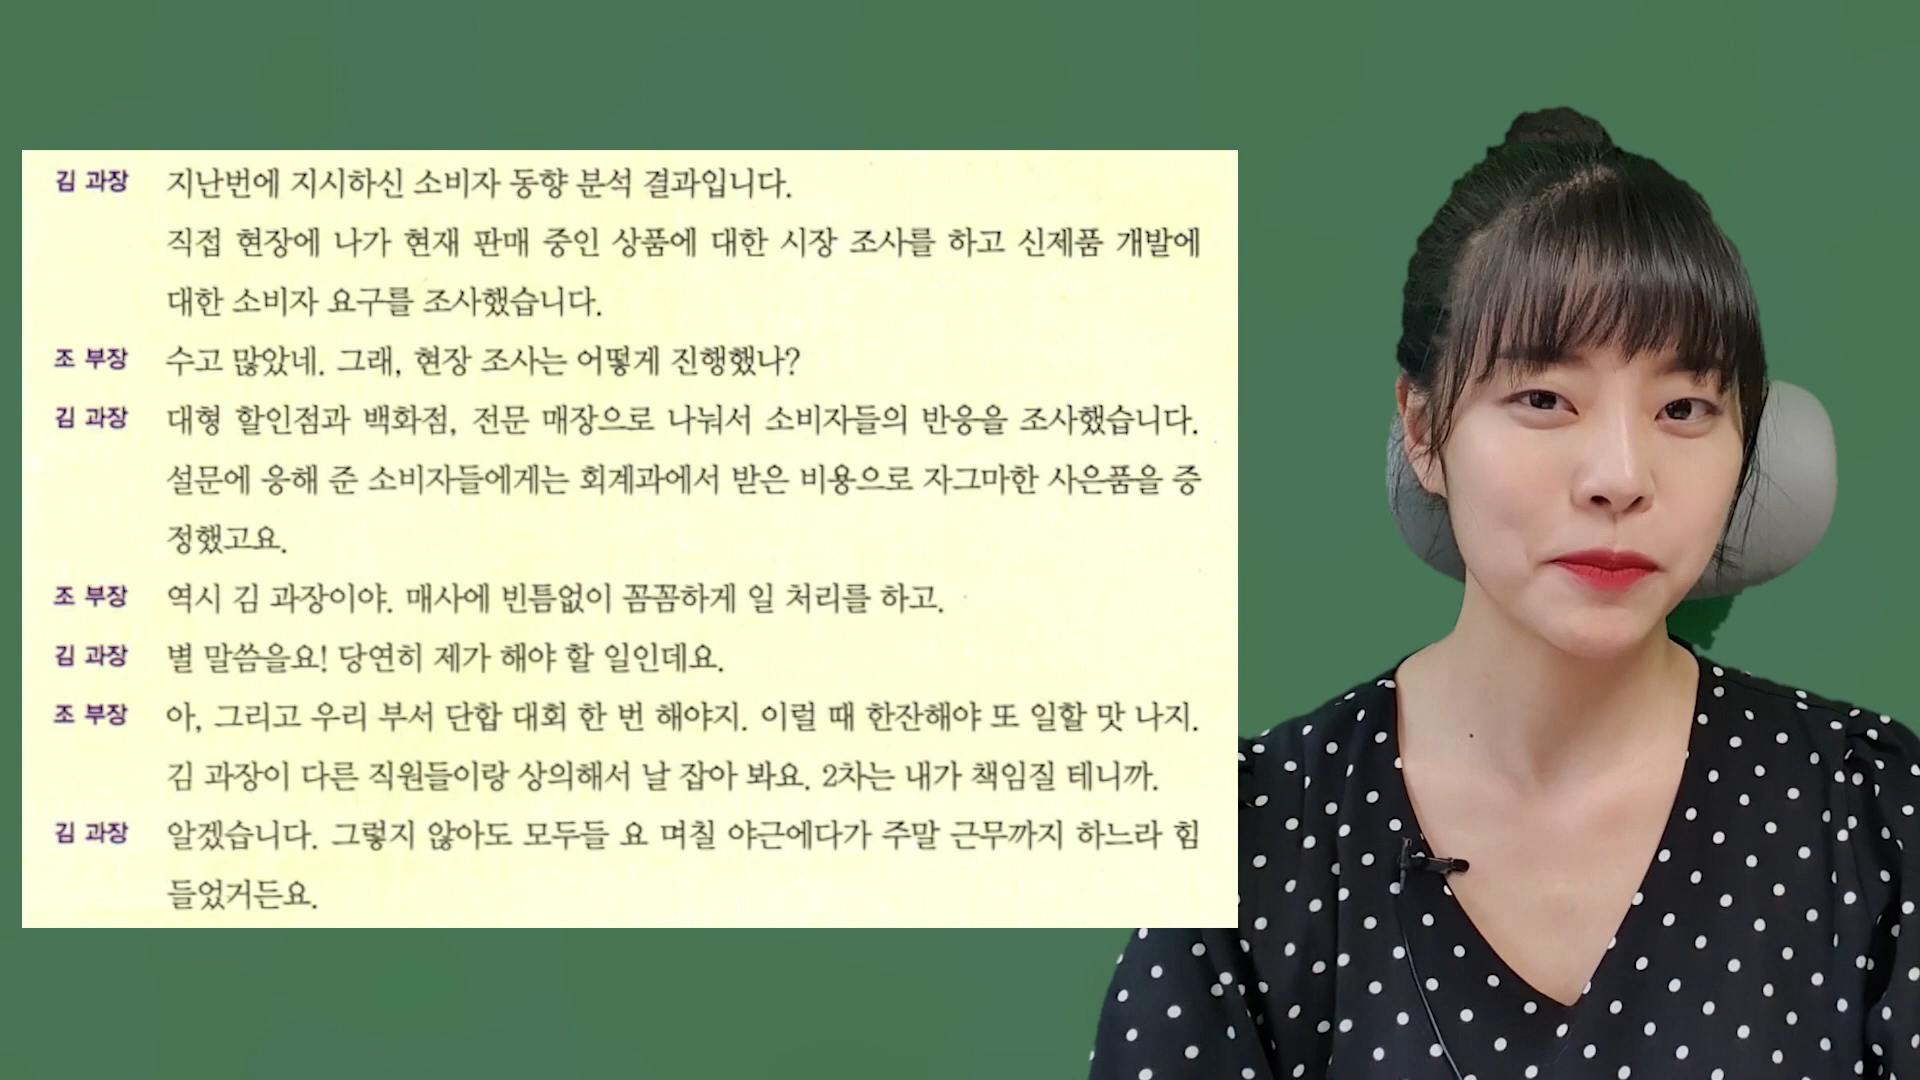 김 과장 지난번에 지시하신 소비자 동향 분석 결과입니다.
직접 현장에 나가 현재 판매 중인 상품에 대한 시장 조사를 하고 신제품 개발에
대한 소비자 요구를 조사했습니다.
조 부장 수고 많았네. 그래, 현장 조사는 어떻게 진행했나?
김 과장 대형 할인점과 백화점, 전문 매장으로 나눠서 소비자들의 반응을 조사했습니다.
설문에 응해 준 소비자들에게는 회계과에서 받은 비용으로 자그마한 사은품을 증
정했고요.
조 부장 역시 김 과장이야. 매사에 빈틈없이 꼼꼼하게 일 처리를 하고.
김 과장 별 말씀을요! 당연히 제가 해야 할 일인데요.
조 부장 아, 그리고 우리 부서 단합 대회 한 번 해야지. 이럴 때 한잔해야 또 일할 맛 나지.
김 과장이 다른 직원들이랑 상의해서 날 잡아 봐요. 2차는 내가 책임질 테니까.
김 과장 알겠습니다. 그렇지 않아도 모두들 요 며칠 야근에다가 주말 근무까지 하느라 힘
들었거든요.